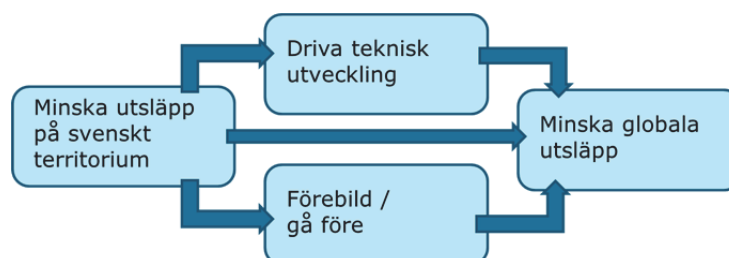 Driva teknisk
utveckling
Minska utsläpp
på svenskt
territorium
Minska globala
utsläpp
Förebild /
gå före